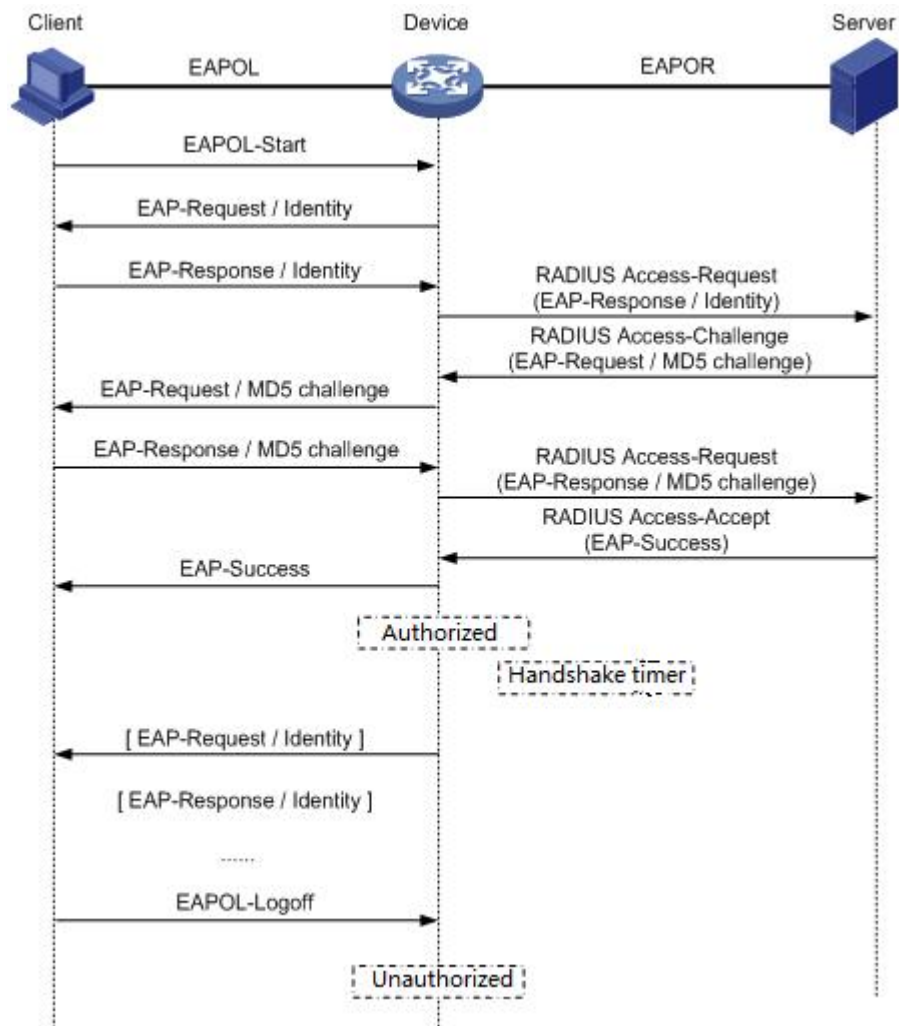 Client
Device
Server
EAPOL
EAPOR
EAPOL-Start
EAP-Request / Identity
EAP-Response / Identity
RADIUS Access-Request
(EAP-Response / Identity)
RADIUS Access-Challenge
(EAP-Request / MD5 challenge)
EAP-Request / MD5 challenge
EAP-Response / MD5 challenge
RADIUS Access-Request
(EAP-Response / MD5 challenge)
RADIUS Access-Accept
(EAP-Success)
EAP-Success
Authorized
Handshake timer
[ EAP-Request / Identity ]
[ EAP-Response / Identity ]
......
EAPOL-Logoff
Unauthorized